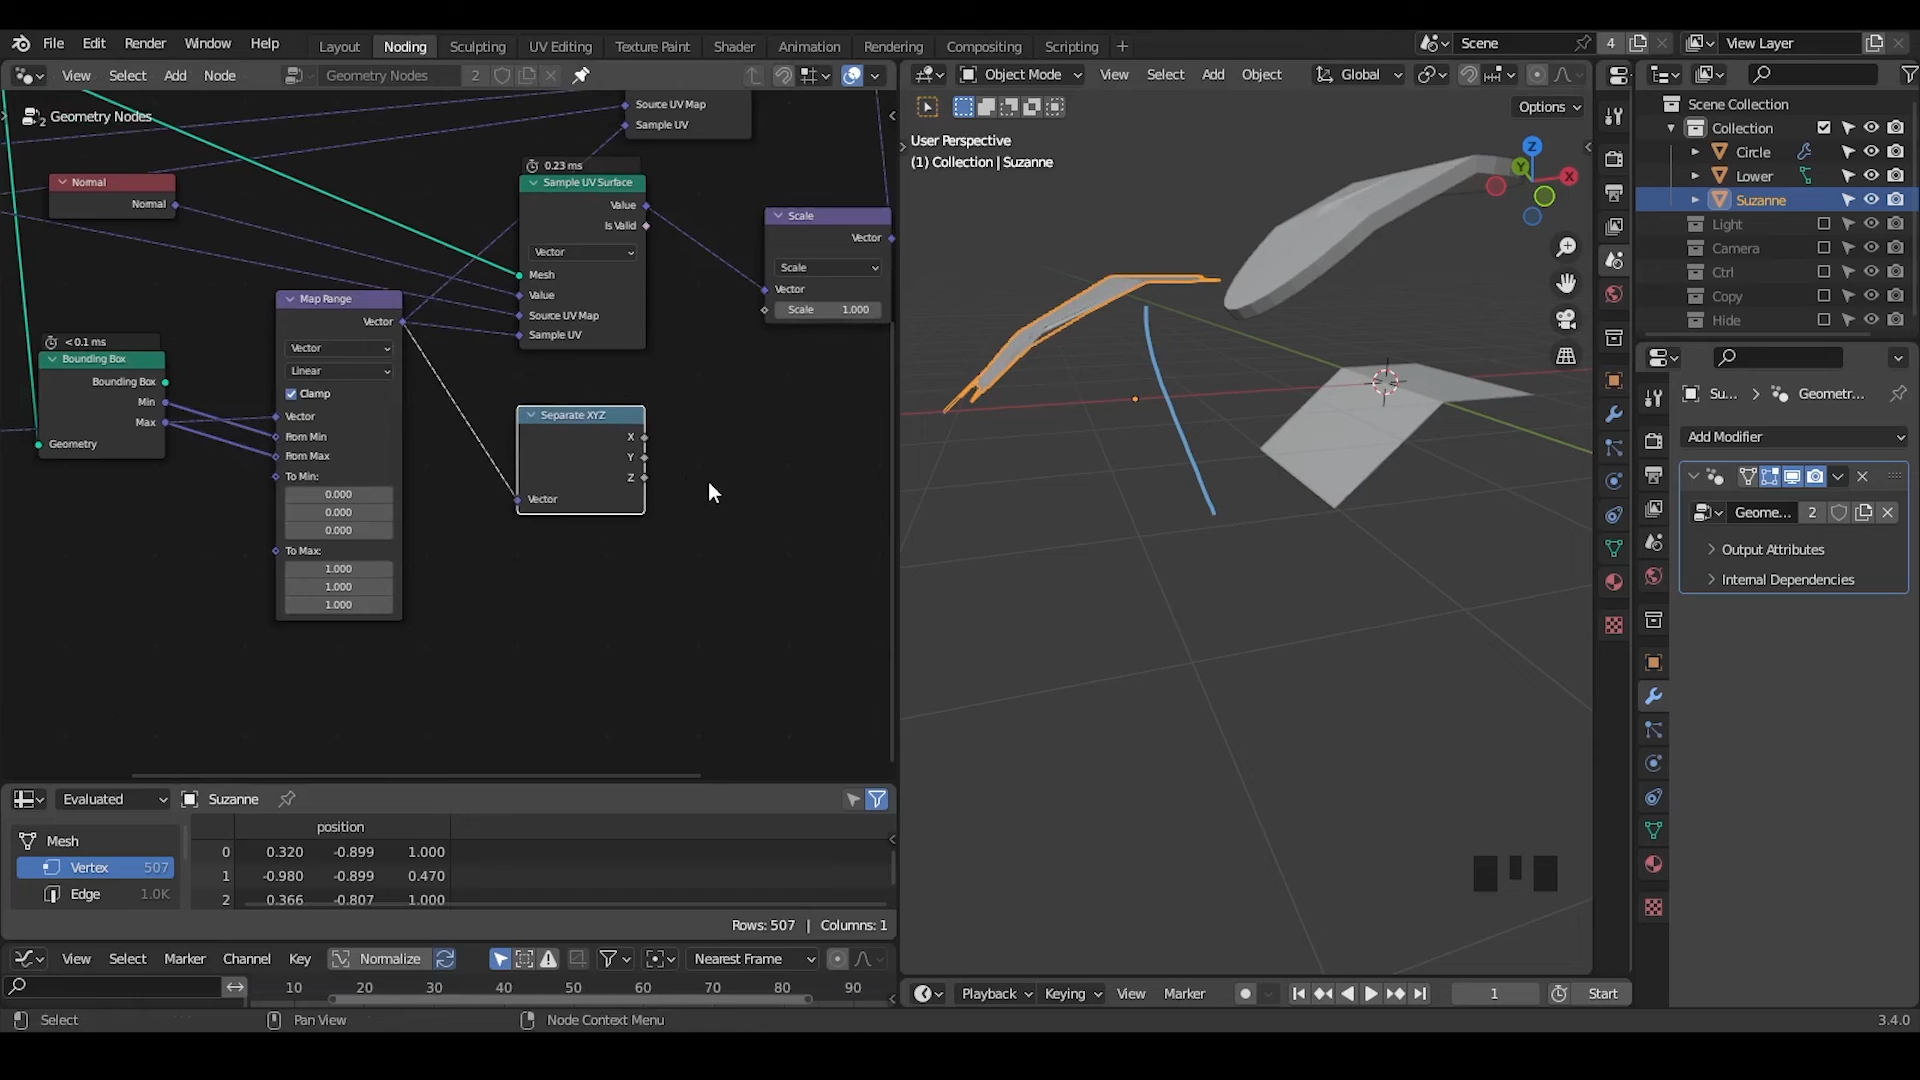 File Edit Render Window Help
Layout Noding Sculpting UV Editing Texture Paint Shader Animation Rendering Compositing Scripting
Scene 4 View Layer
View Select Add Node Geometry Nodes 2
Object Mode View Select Add Object Global
2 Geometry Nodes
Source UV Map
Sample UV
0.23 ms
Sample UV Surface
Value
Is Valid
Vector
Mesh
Value
Source UV Map
Sample UV
Normal
Normal
Scale
Vector
Scale
Vector
Scale 1.000
Map Range
Vector
Vector
Linear
Clamp
Vector
From Min
From Max
To Min:
0.000
0.000
0.000
To Max:
1.000
1.000
1.000
< 0.1 ms
Bounding Box
Bounding Box
Min
Max
Geometry
Separate XYZ
X
Y
Z
Vector
Options
User Perspective
(1) Collection | Suzanne
Z
Y
X
Scene Collection
Collection
Circle
Lower
Suzanne
Light
Camera
Ctrl
Copy
Hide
Su... Geometr...
Add Modifier
Geome... 2
Output Attributes
Internal Dependencies
Evaluated Suzanne
Mesh
Vertex 507
Edge 1.0K
position
0 0.320 -0.899 1.000
1 -0.980 -0.899 0.470
2 0.366 -0.807 1.000
Rows: 507 | Columns: 1
View Select Marker Channel Key Normalize Nearest Frame
10 20 30 40 50 60 70 80 90
Playback Keying View Marker 1 Start
Select Pan View Node Context Menu 3.4.0